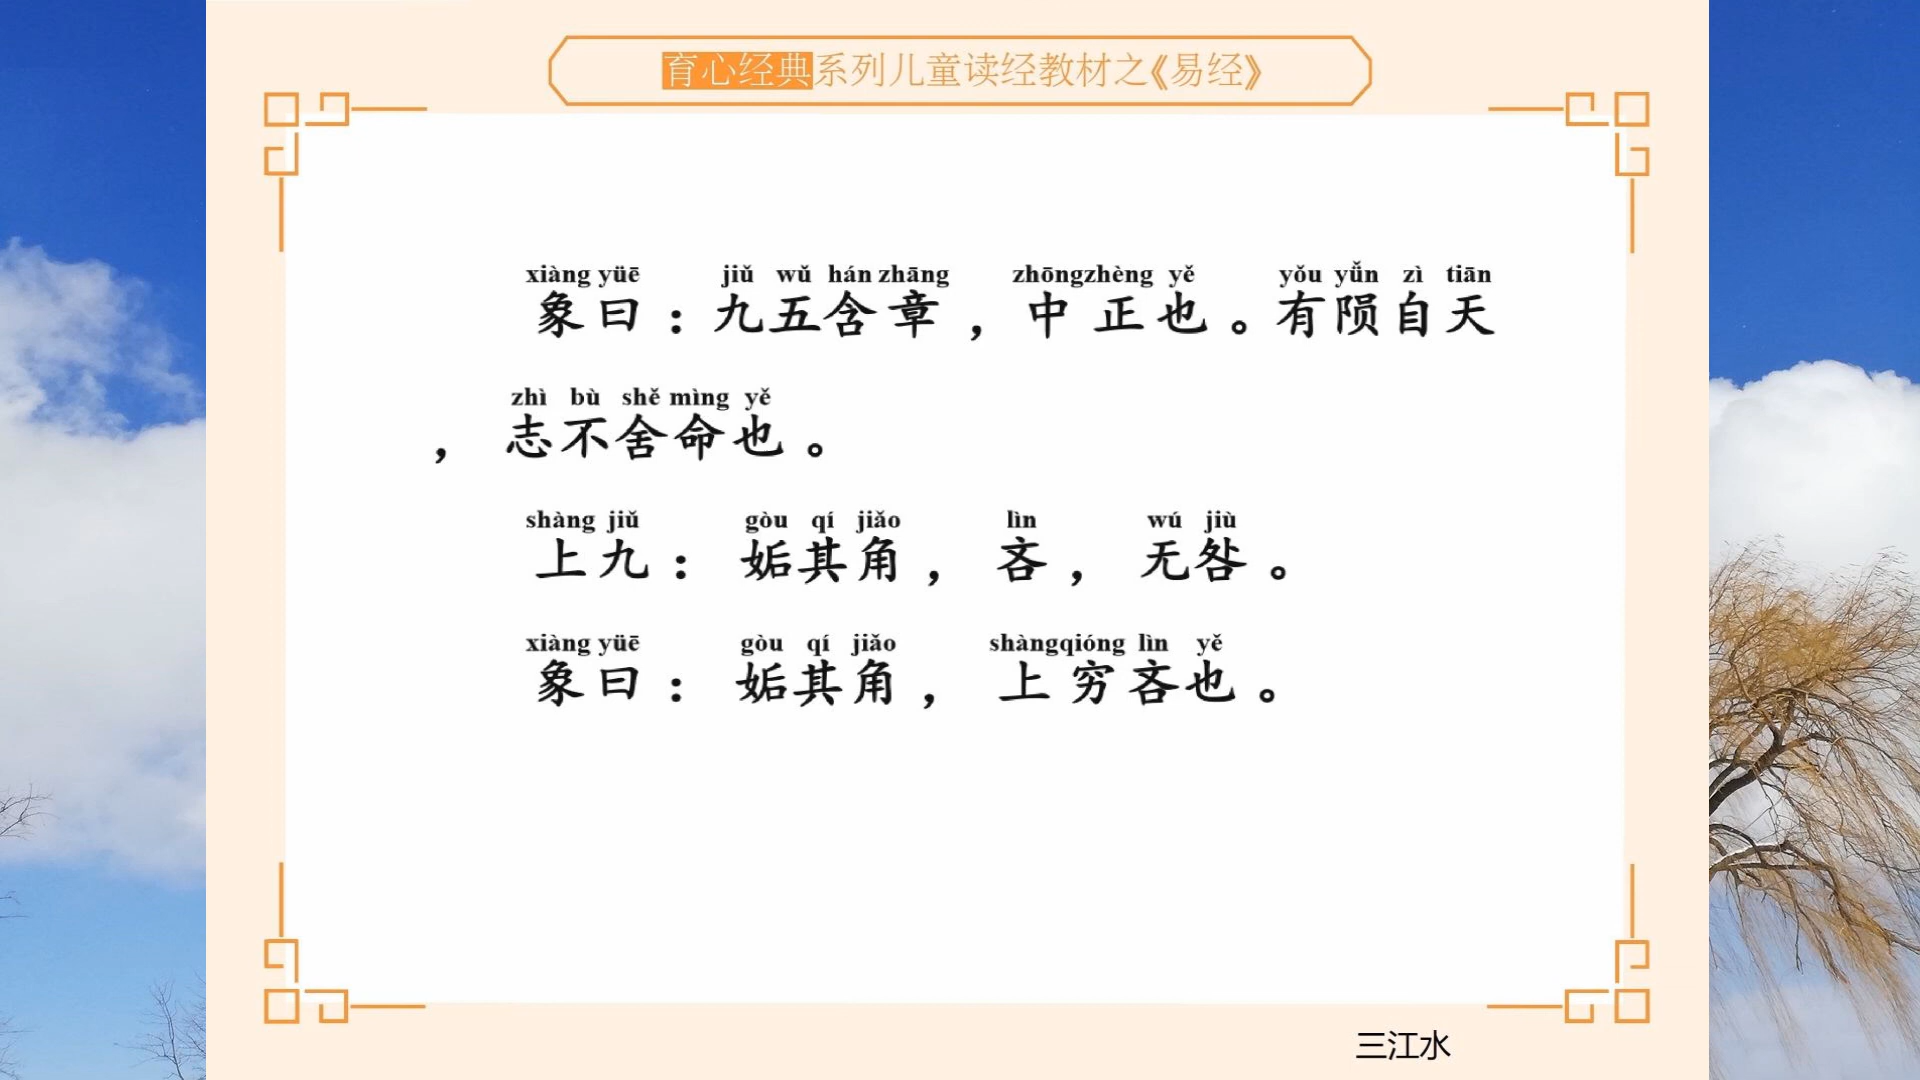 育心经典系列儿童读经教材之《易经》
xiàng yüē jiǔ wǔ hán zhāng zhōngzhèng yě yǒu yǚn zì tiān
象曰：九五含章，中正也。有陨自天
zhì bù shě mìng yě
，志不舍命也。
shàng jiǔ gòu qí jiǎo lìn wú jiù
上九：姤其角，吝，无咎。
xiàng yüē gòu qí jiǎo shàngqióng lìn yě
象曰：姤其角，上穷吝也。
三江水